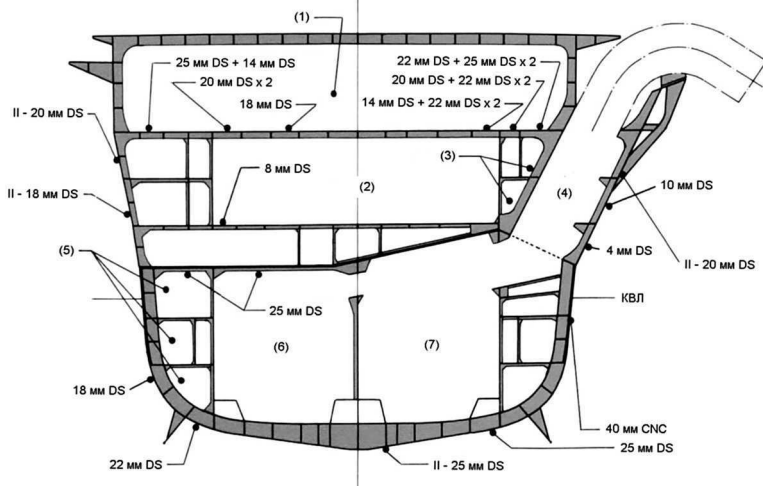 (1)
25 мм DS + 14 мм DS
22 мм DS + 25 мм DS x 2
20 мм DS x 2
20 мм DS + 22 мм DS x 2
18 мм DS
14 мм DS + 22 мм DS x 2
II - 20 мм DS
(3)
8 мм DS
(2)
(4)
10 мм DS
II - 18 мм DS
4 мм DS
(5)
II - 20 мм DS
25 мм DS
КВЛ
(6)
(7)
18 мм DS
40 мм CNC
25 мм DS
22 мм DS
II - 25 мм DS